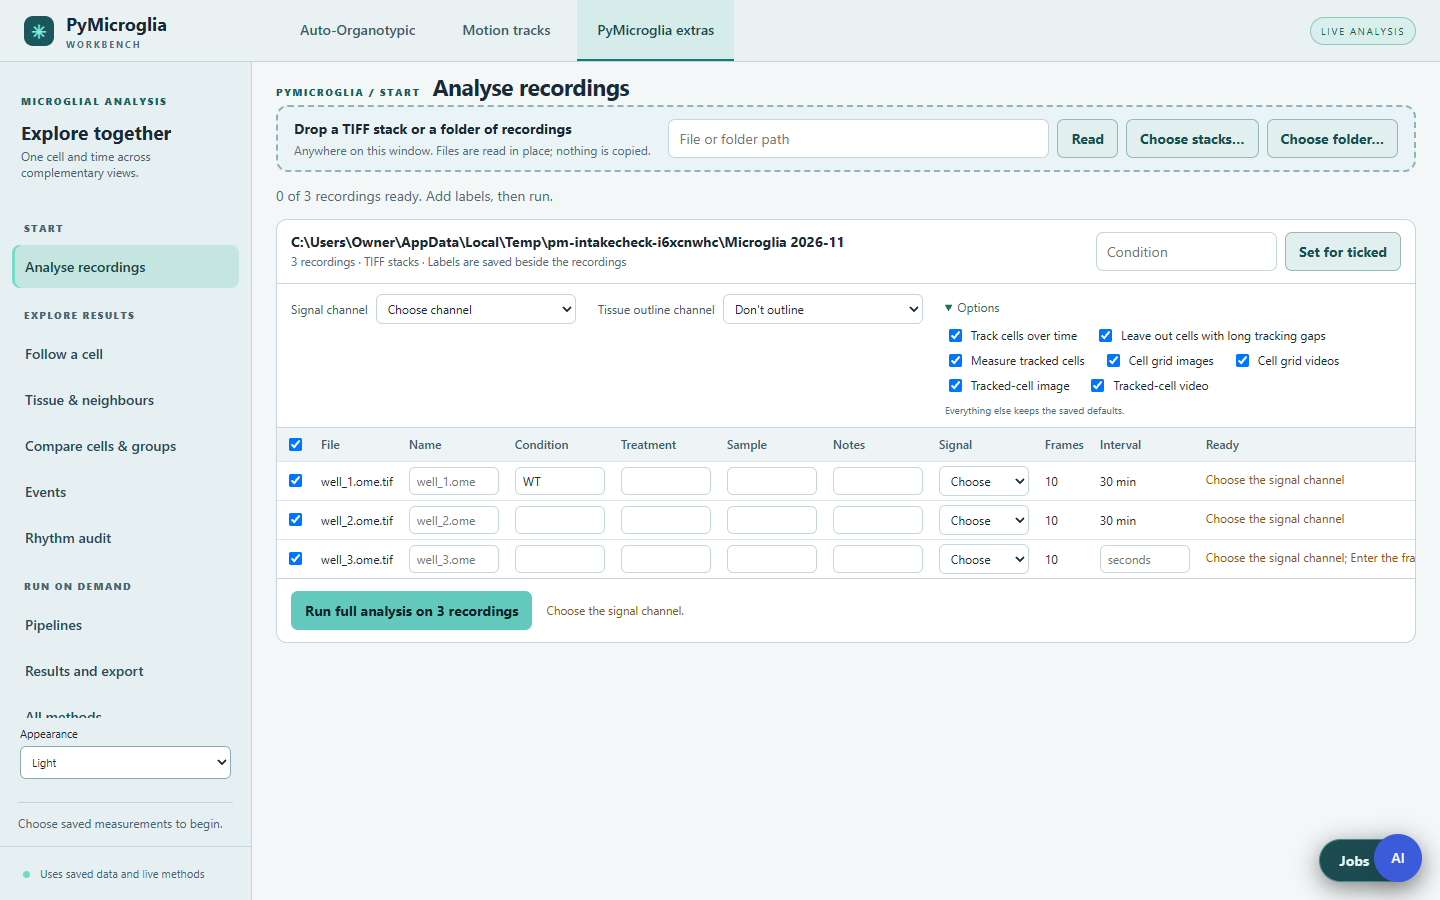 PyMicroglia
WORKBENCH
Auto-Organotypic
Motion tracks
PyMicroglia extras
LIVE ANALYSIS
MICROGLIAL ANALYSIS
Explore together
One cell and time across
complementary views.
START
Analyse recordings
EXPLORE RESULTS
Follow a cell
Tissue & neighbours
Compare cells & groups
Events
Rhythm audit
RUN ON DEMAND
Pipelines
Results and export
All methods
Appearance
Light
Choose saved measurements to begin.
Uses saved data and live methods
PYMICROGLIA / START Analyse recordings
Drop a TIFF stack or a folder of recordings
Anywhere on this window. Files are read in place; nothing is copied.
File or folder path
Read
Choose stacks...
Choose folder...
0 of 3 recordings ready. Add labels, then run.
C:\Users\Owner\AppData\Local\Temp\pm-intakecheck-i6xcnwhc\Microglia 2026-11
3 recordings · TIFF stacks · Labels are saved beside the recordings
Condition
Set for ticked
Signal channel Choose channel
Tissue outline channel Don't outline
▼ Options
Track cells over time Leave out cells with long tracking gaps
Measure tracked cells Cell grid images Cell grid videos
Tracked-cell image Tracked-cell video
Everything else keeps the saved defaults.
File Name Condition Treatment Sample Notes Signal Frames Interval Ready
well_1.ome.tif well_1.ome WT Choose 10 30 min Choose the signal channel
well_2.ome.tif well_2.ome Choose 10 30 min Choose the signal channel
well_3.ome.tif well_3.ome Choose 10 seconds Choose the signal channel; Enter the fra
Run full analysis on 3 recordings Choose the signal channel.
Jobs
AI